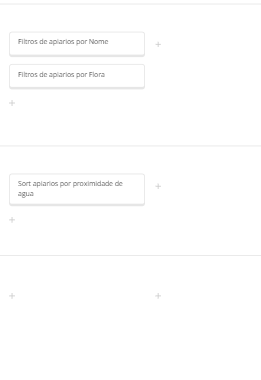 Filtros de apiarios por Nome
Filtros de apiarios por Flora
Sort apiarios por proximidade de
agua